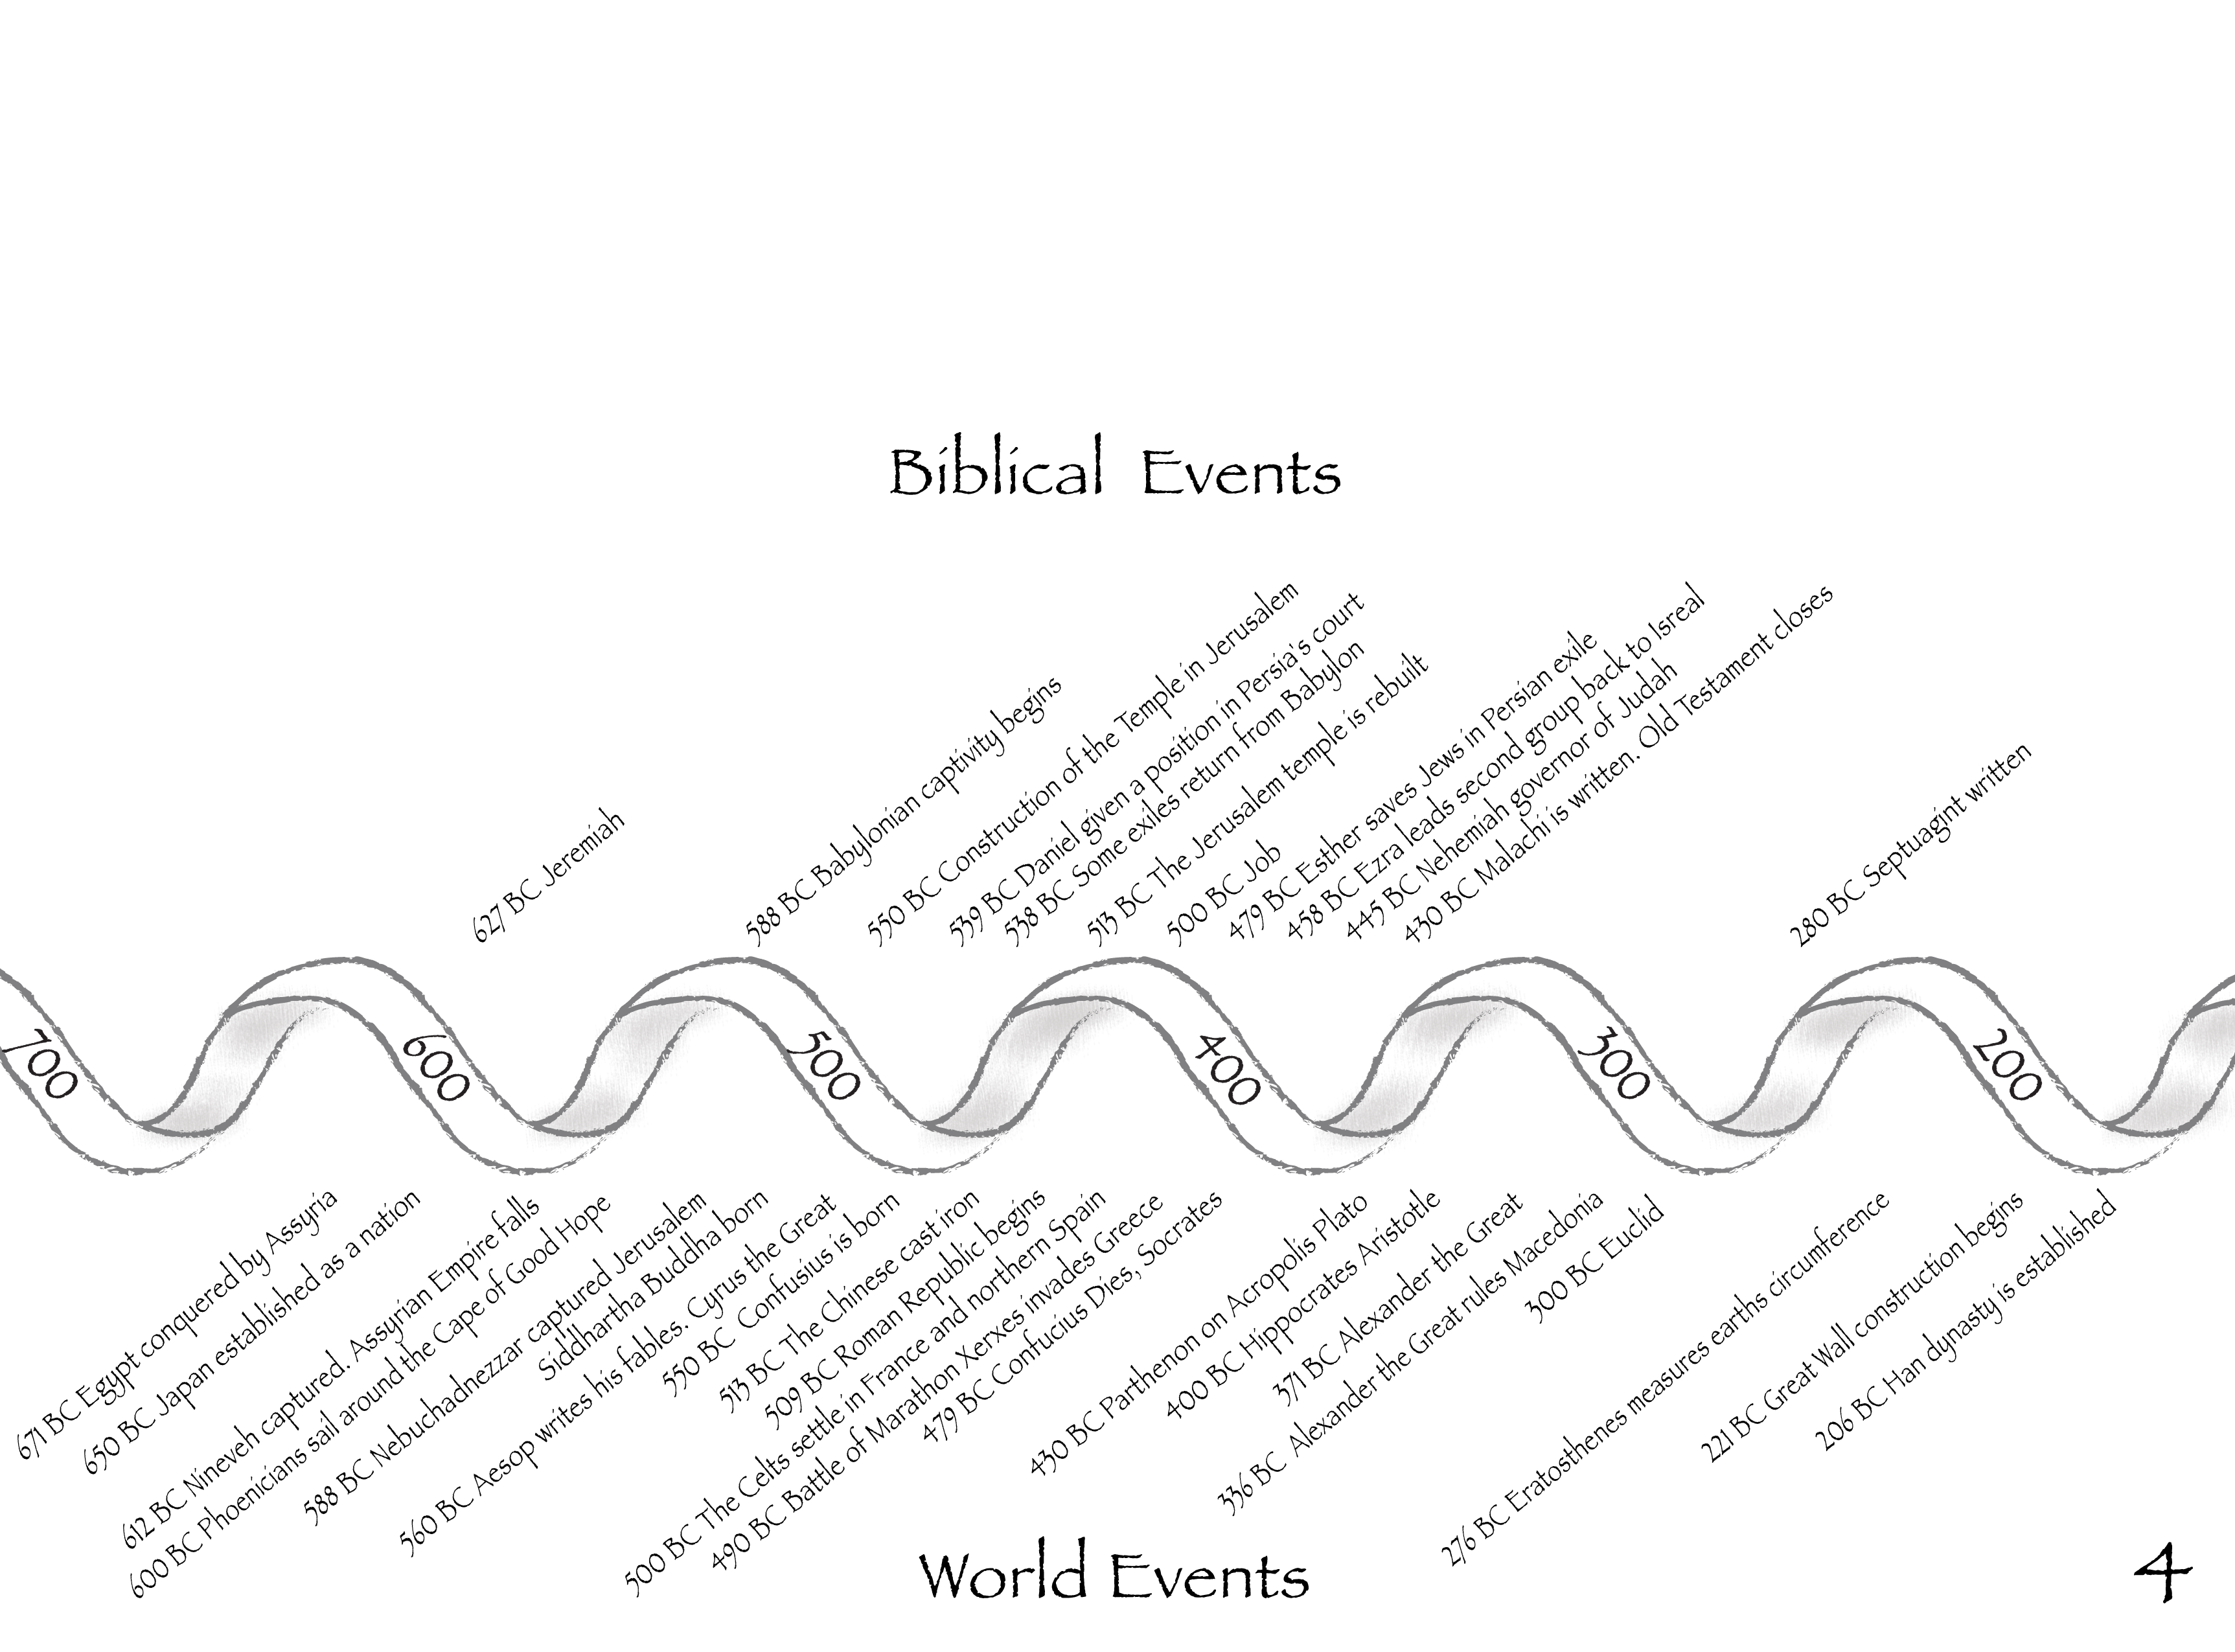 Biblical Events
627 BC Jeremiah
588 BC Babylonian captivity begins
550 BC Construction of the Temple in Jerusalem
539 BC Daniel given a position in Persia's court
538 BC Some exiles return from Babylon
513 BC The Jerusalem temple is rebuilt
500 BC Job
479 BC Esther saves Jews in Persian exile
458 BC Ezra leads second group back to Isreal
445 BC Nehemiah governor of Judah
430 BC Malachi is written. Old Testament closes
280 BC Septuagint written
700
600
500
400
300
200
671 BC Egypt conquered by Assyria
650 BC Japan established as a nation
612 BC Nineveh captured. Assyrian Empire falls
600 BC Phoenicians sail around the Cape of Good Hope
588 BC Nebuchadnezzar captured Jerusalem
Siddhartha Buddha born
560 BC Aesop writes his fables. Cyrus the Great
550 BC Confusius is born
513 BC The Chinese cast iron
509 BC Roman Republic begins
500 BC The Celts settle in France and northern Spain
490 BC Battle of Marathon Xerxes invades Greece
479 BC Confucius Dies, Socrates
430 BC Parthenon on Acropolis Plato
400 BC Hippocrates Aristotle
371 BC Alexander the Great
336 BC Alexander the Great rules Macedonia
300 BC Euclid
276 BC Eratosthenes measures earths circumference
221 BC Great Wall construction begins
206 BC Han dynasty is established
World Events
4